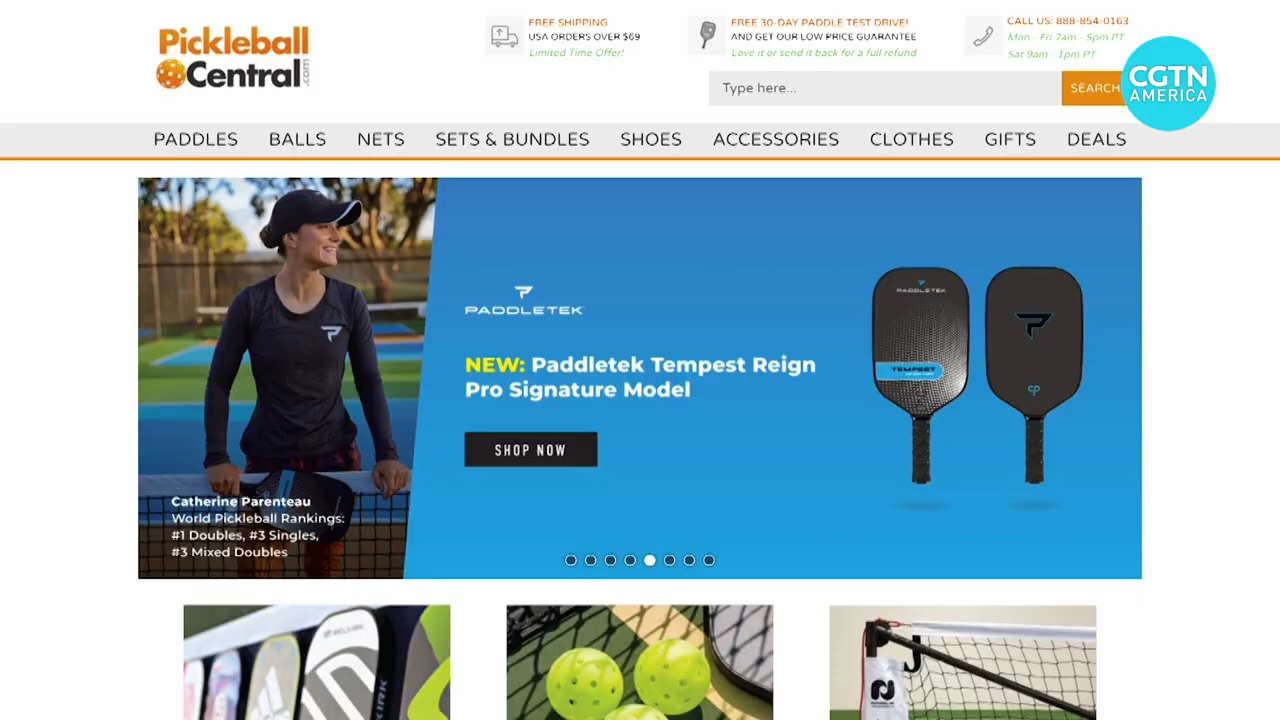 Pickleball
Central.com
FREE SHIPPING
USA ORDERS OVER $69
Limited Time Offer!
FREE 30-DAY PADDLE TEST DRIVE!
AND GET OUR LOW PRICE GUARANTEE
Love it or send it back for a full refund
CALL US: 888-854-0163
Mon - Fri 7am - 5pm PT
Sat 9am - 1pm PT
Type here...
SEARCH
CGTN
AMERICA
PADDLES BALLS NETS SETS & BUNDLES SHOES ACCESSORIES CLOTHES GIFTS DEALS
PADDLETEK
NEW: Paddletek Tempest Reign
Pro Signature Model
SHOP NOW
Catherine Parenteau
World Pickleball Rankings:
#1 Doubles, #3 Singles,
#3 Mixed Doubles
PADDLETEK
TEMPEST
cp
SELKIRK